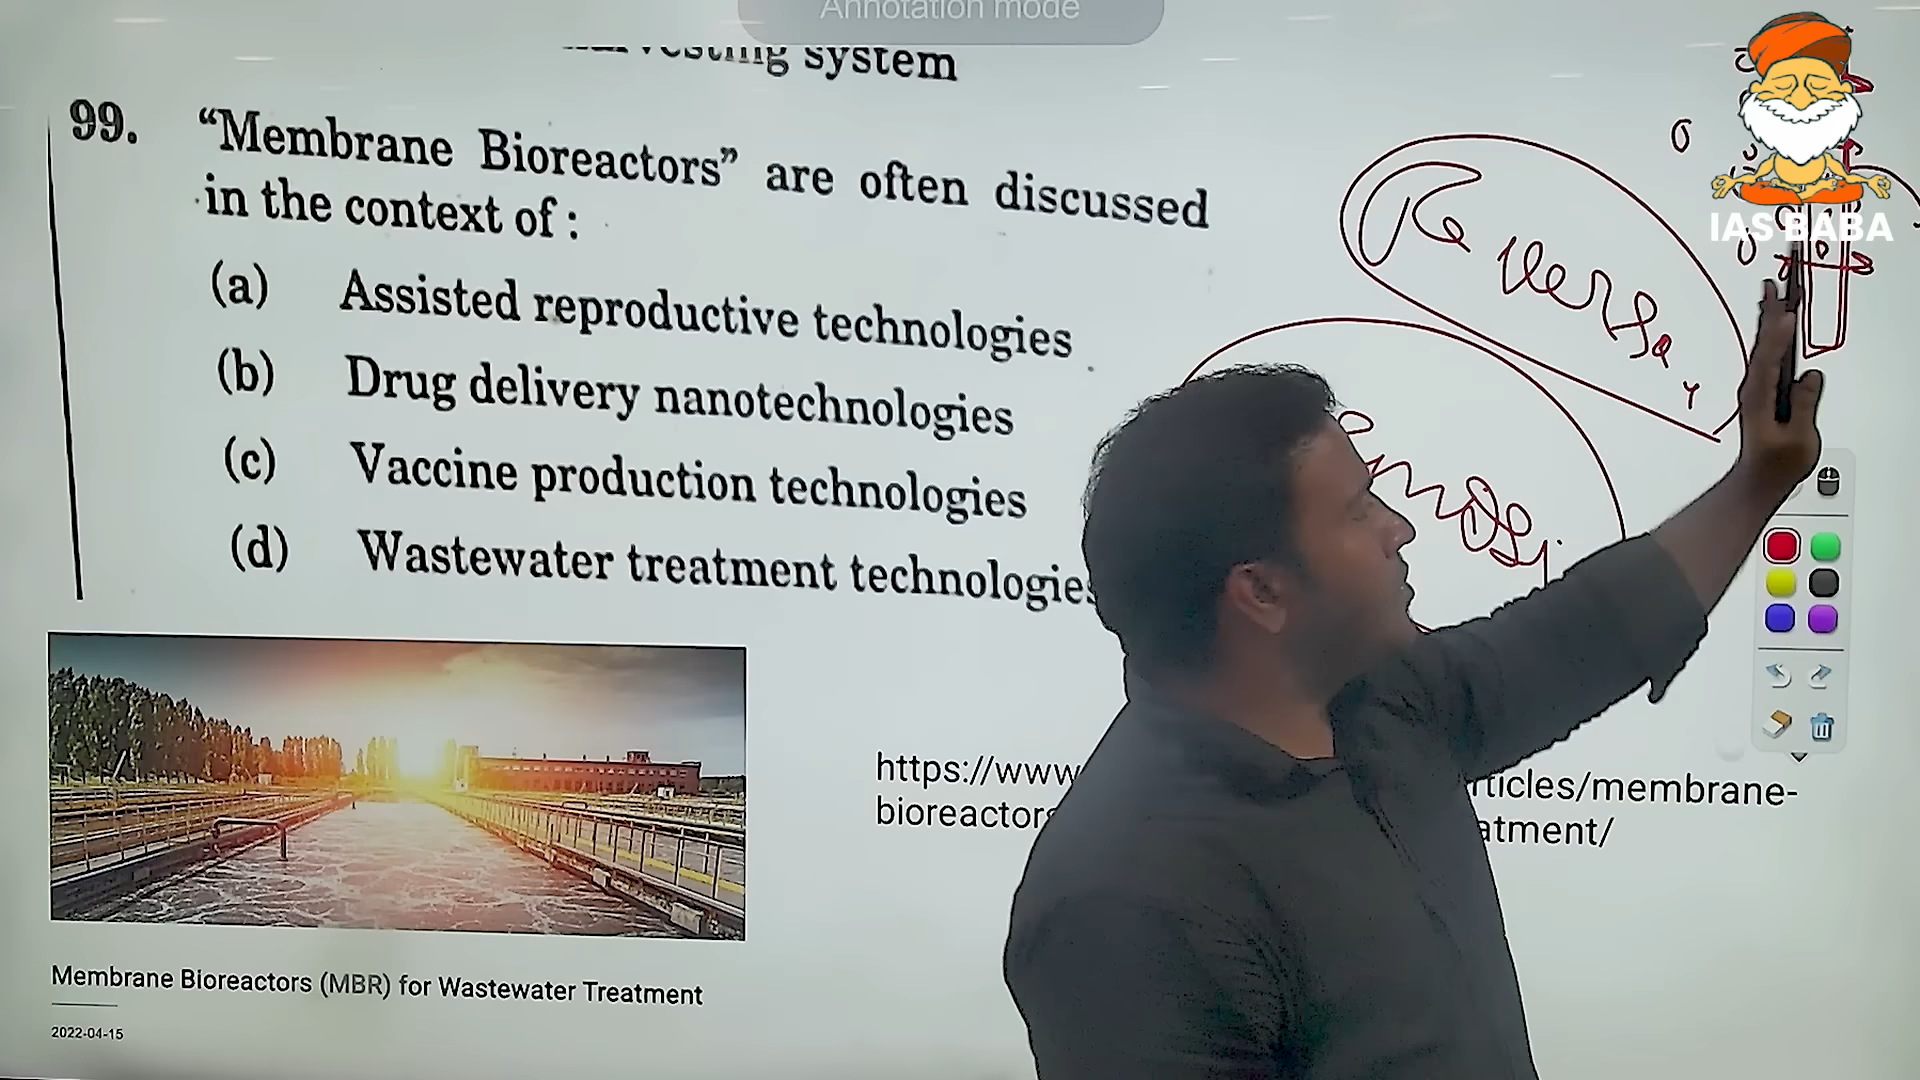 Annotation mode
harvesting system
99. “Membrane Bioreactors” are often discussed
in the context of :
(a) Assisted reproductive technologies
(b) Drug delivery nanotechnologies
(c) Vaccine production technologies
(d) Wastewater treatment technologies
IAS BABA
https://www
rticles/membrane-
bioreactors
atment/
Membrane Bioreactors (MBR) for Wastewater Treatment
2022-04-15